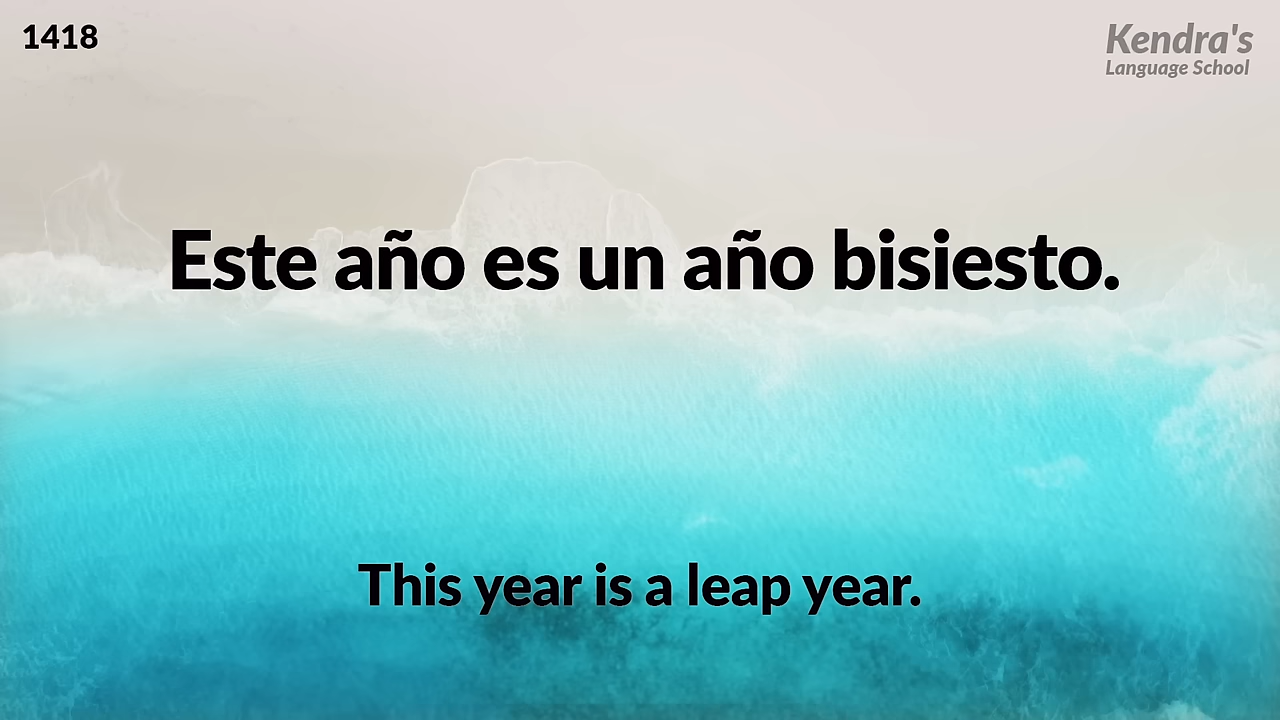 1418
Kendra's
Language School
Este año es un año bisiesto.
This year is a leap year.